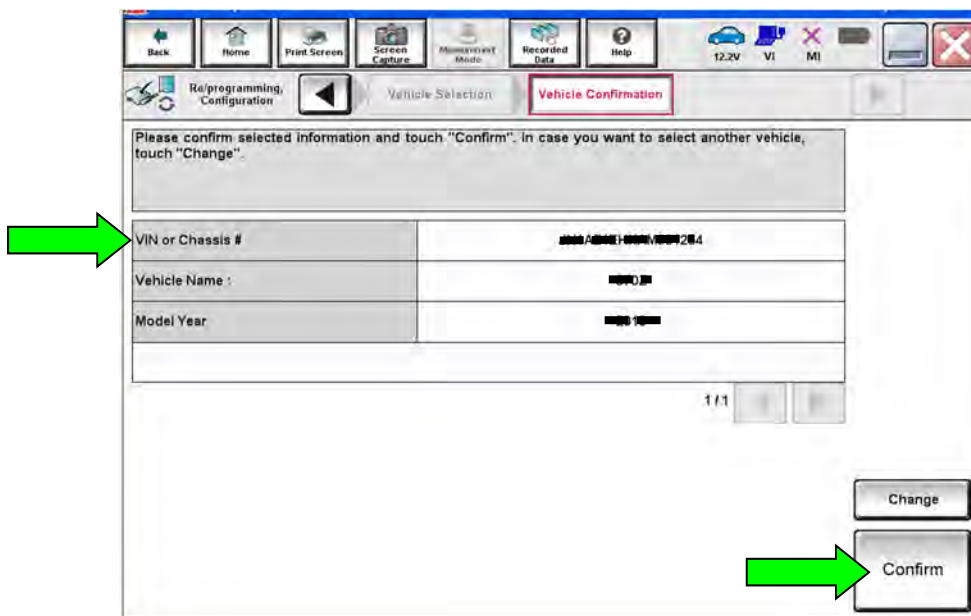 Back
Home
Print Screen
Screen Capture
Measurement Mode
Recorded Data
Help
12.2V
VI
MI
Re/programming, Configuration
Vehicle Selection
Vehicle Confirmation
Please confirm selected information and touch "Confirm". In case you want to select another vehicle,
touch "Change".
VIN or Chassis #
Vehicle Name :
Model Year
1/1
Change
Confirm